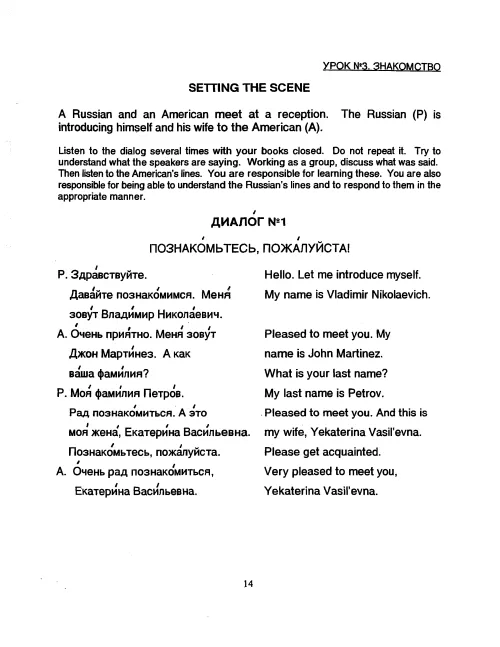 УРОК №3. ЗНАКОМСТВО
SETTING THE SCENE
A Russian and an American meet at a reception. The Russian (P) is
introducing himself and his wife to the American (A).
Listen to the dialog several times with your books closed. Do not repeat it. Try to
understand what the speakers are saying. Working as a group, discuss what was said.
Then listen to the American's lines. You are responsible for learning these. You are also
responsible for being able to understand the Russian's lines and to respond to them in the
appropriate manner.
ДИАЛО́Г №1
ПОЗНАКО́МЬТЕСЬ, ПОЖА́ЛУЙСТА!
Р. Здра́вствуйте.
Дава́йте познако́мимся. Меня́
зову́т Влади́мир Никола́евич.
А. О́чень прия́тно. Меня́ зову́т
Джон Марти́нез. А как
ва́ша фами́лия?
Р. Моя́ фами́лия Петро́в.
Рад познако́миться. А э́то
моя́ жена́, Екатери́на Васи́льевна.
Познако́мьтесь, пожа́луйста.
А. О́чень рад познако́миться,
Екатери́на Васи́льевна.
Hello. Let me introduce myself.
My name is Vladimir Nikolaevich.
Pleased to meet you. My
name is John Martinez.
What is your last name?
My last name is Petrov.
Pleased to meet you. And this is
my wife, Yekaterina Vasil'evna.
Please get acquainted.
Very pleased to meet you,
Yekaterina Vasil'evna.
14